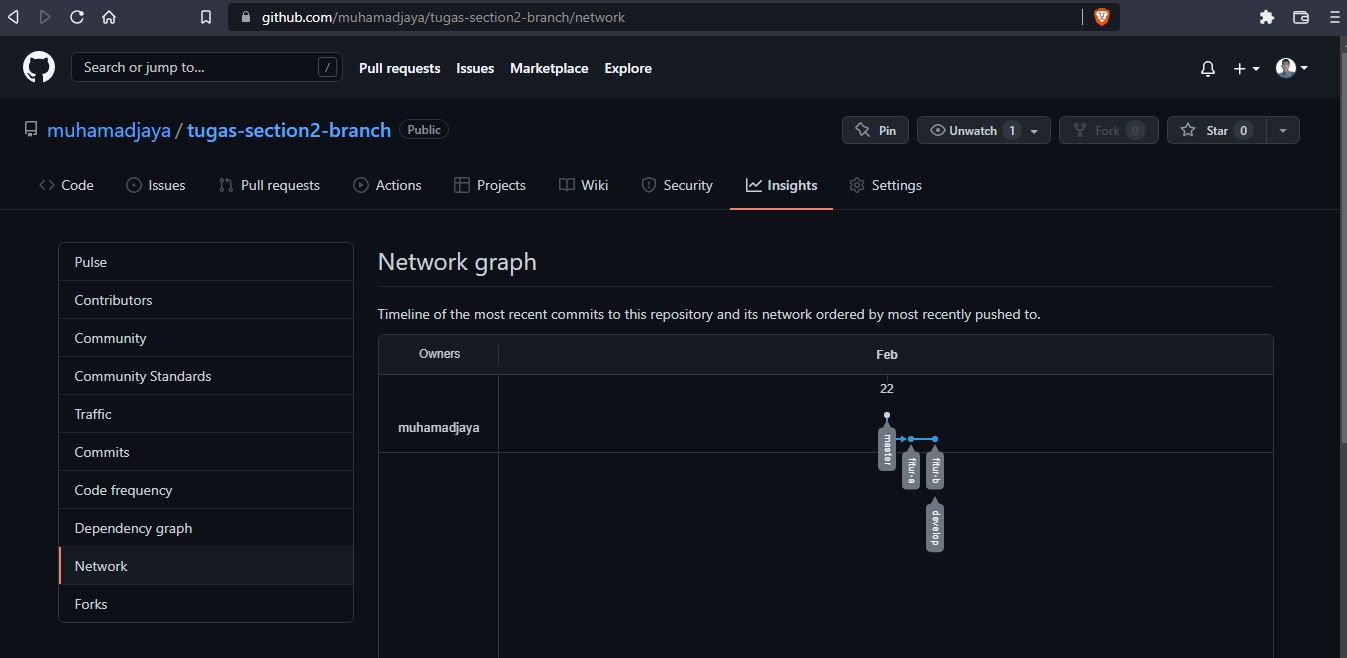 github.com/muhamadjaya/tugas-section2-branch/network
Search or jump to... /
Pull requests Issues Marketplace Explore
muhamadjaya / tugas-section2-branch Public
Pin Unwatch 1 Fork 0 Star 0
Code Issues Pull requests Actions Projects Wiki Security Insights Settings
Pulse
Contributors
Community
Community Standards
Traffic
Commits
Code frequency
Dependency graph
Network
Forks
Network graph
Timeline of the most recent commits to this repository and its network ordered by most recently pushed to.
Owners Feb
22
muhamadjaya
master
fitur-a
fitur-b
develop